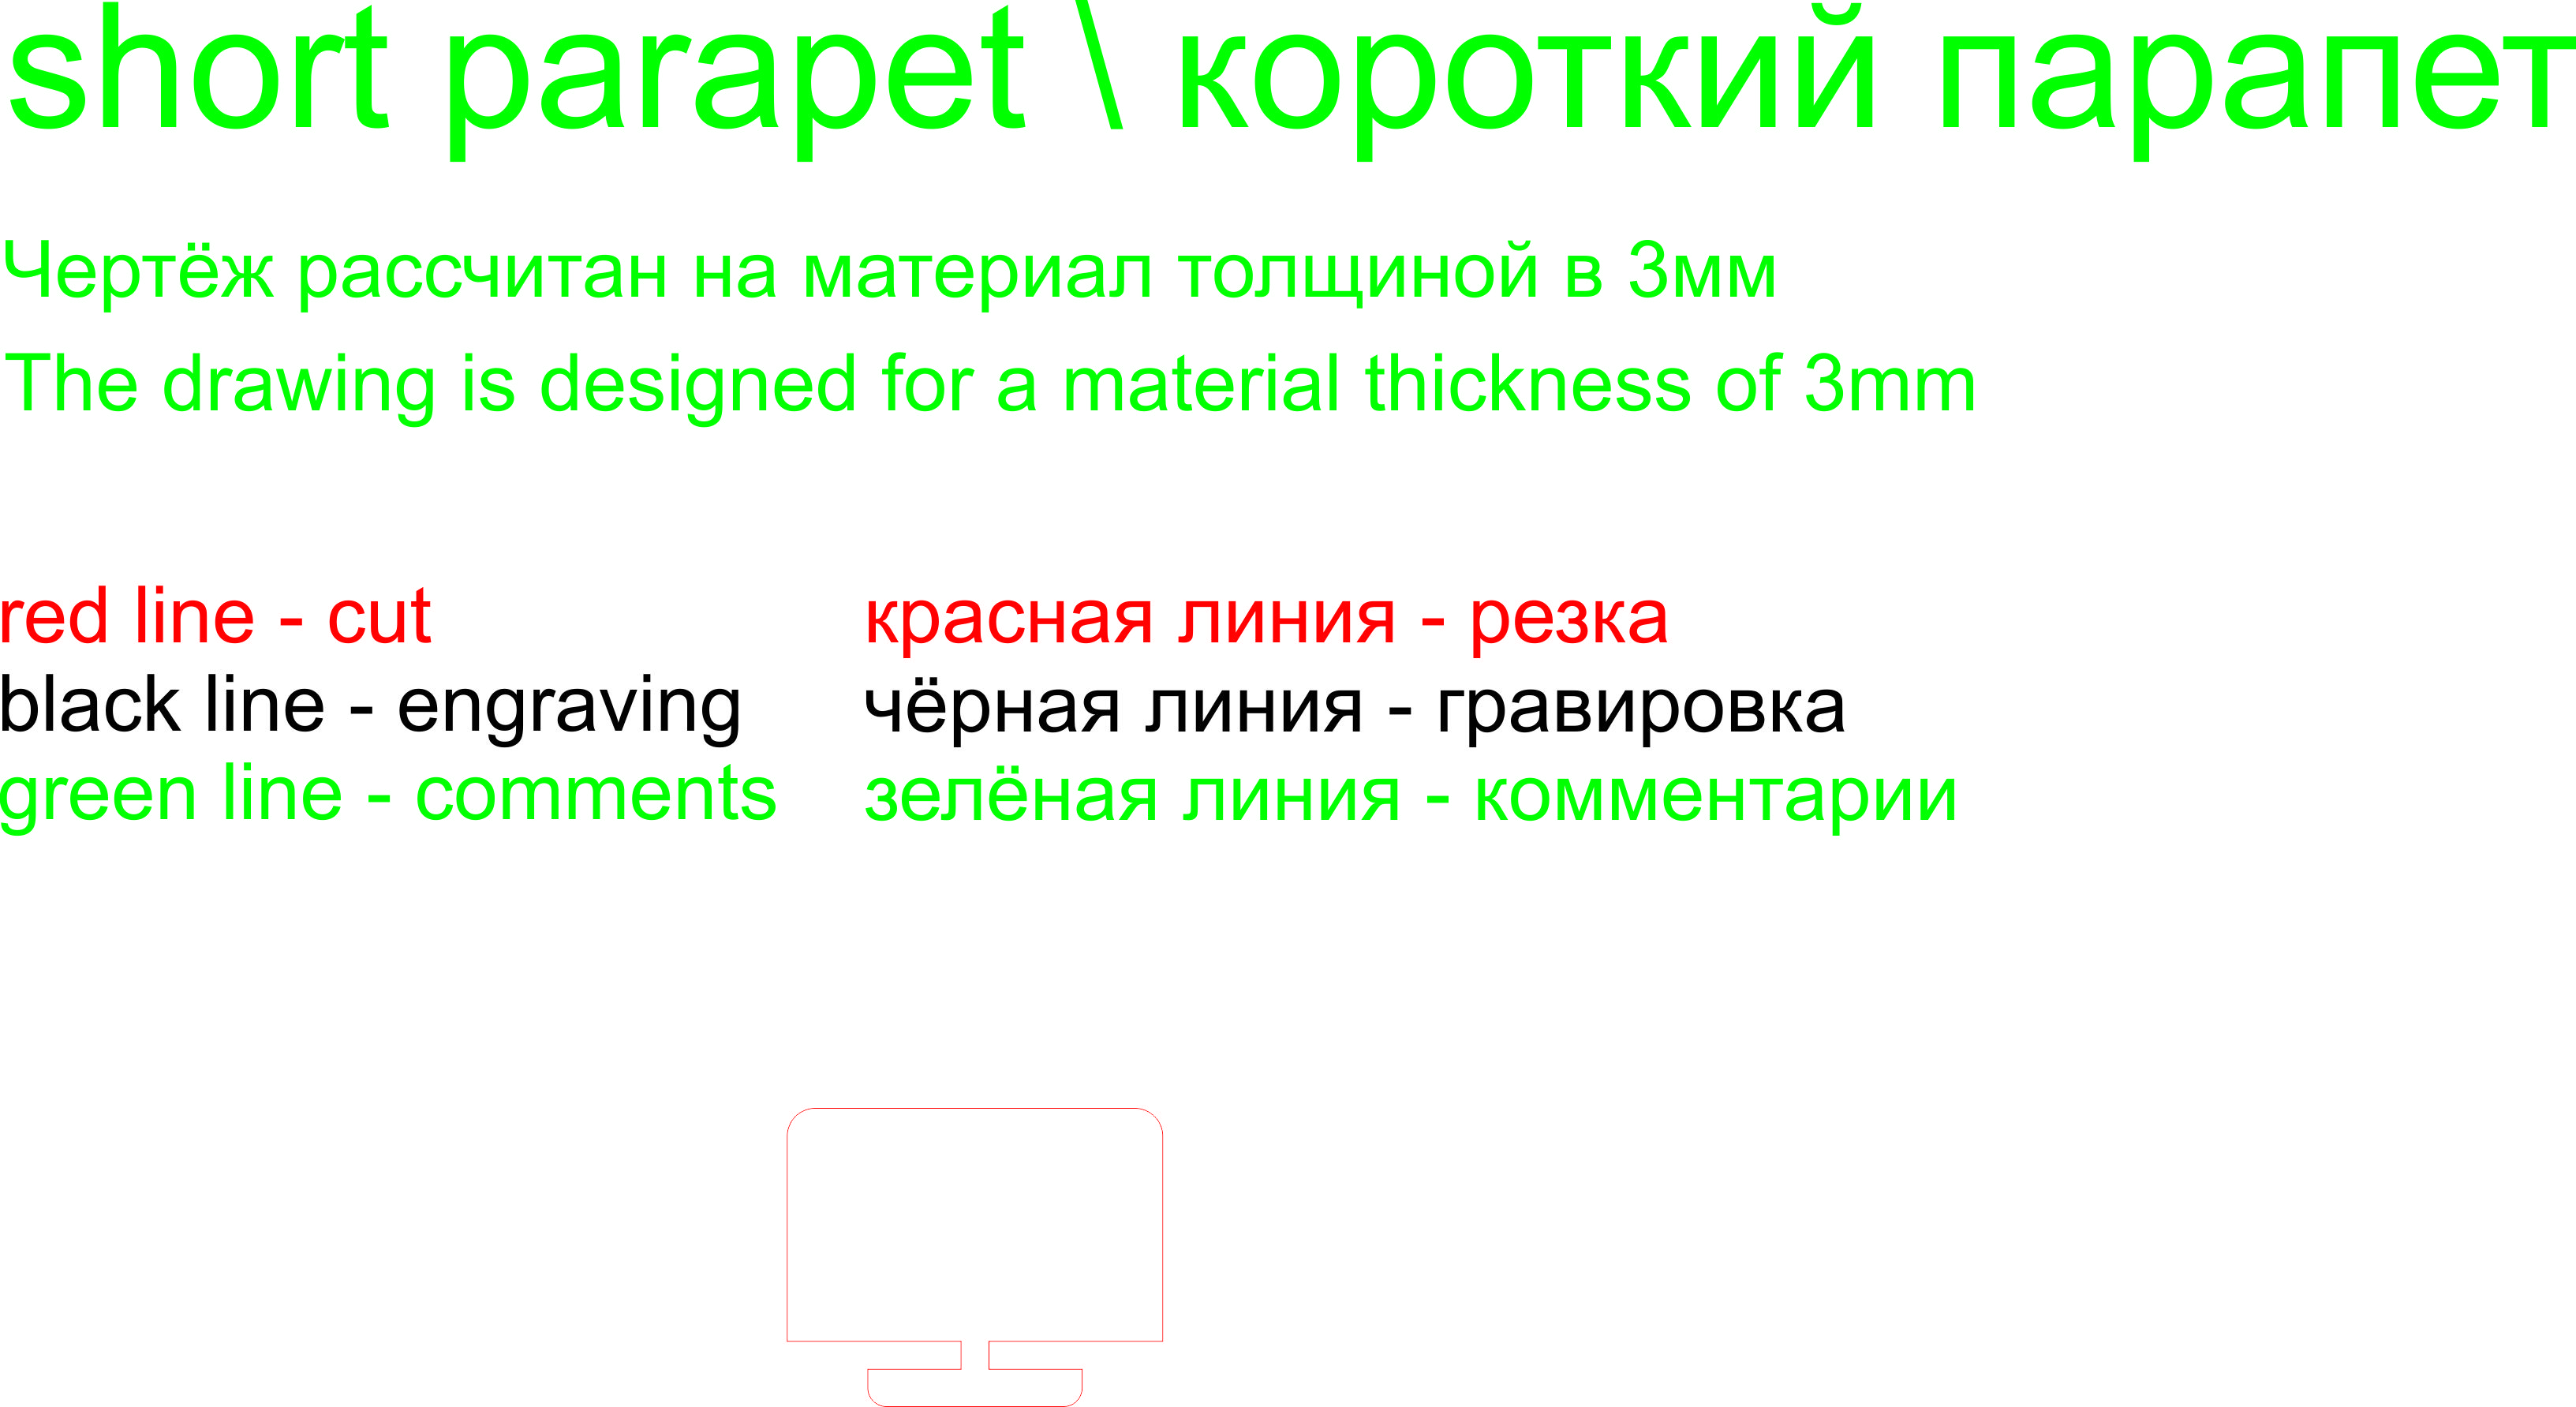 short parapet \ короткий парапет
Чертёж рассчитан на материал толщиной в 3мм
The drawing is designed for a material thickness of 3mm
red line - cut
красная линия - резка
black line - engraving
чёрная линия - гравировка
green line - comments
зелёная линия - комментарии